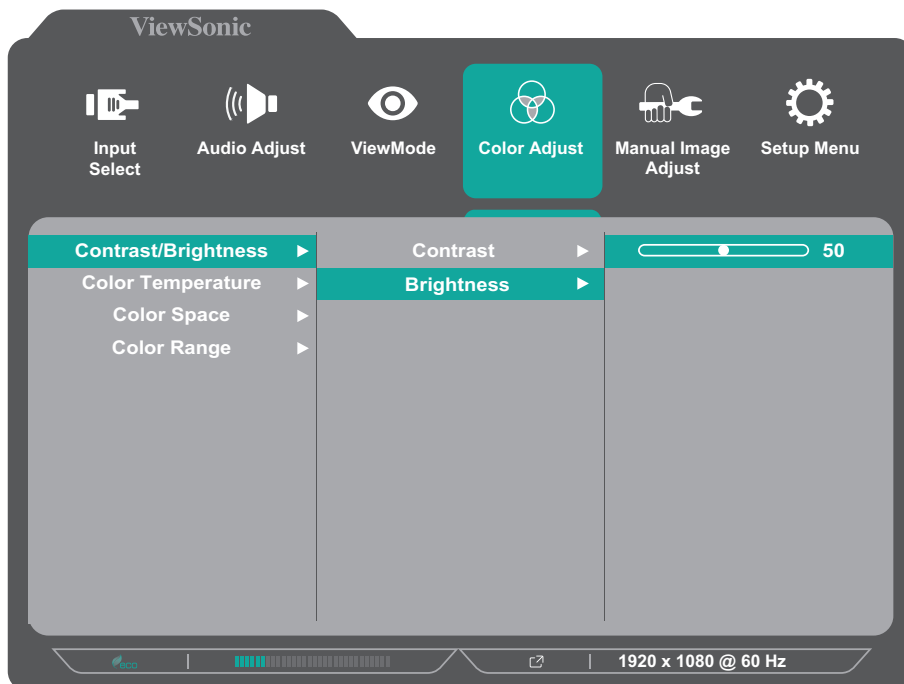 ViewSonic
Input Select
Audio Adjust
ViewMode
Color Adjust
Manual Image Adjust
Setup Menu
Contrast/Brightness
Contrast
50
Color Temperature
Brightness
Color Space
Color Range
eco
1920 x 1080 @ 60 Hz